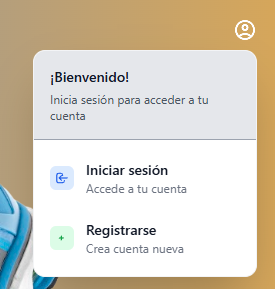 ¡Bienvenido!
Inicia sesión para acceder a tu
cuenta
Iniciar sesión
Accede a tu cuenta
Registrarse
Crea cuenta nueva